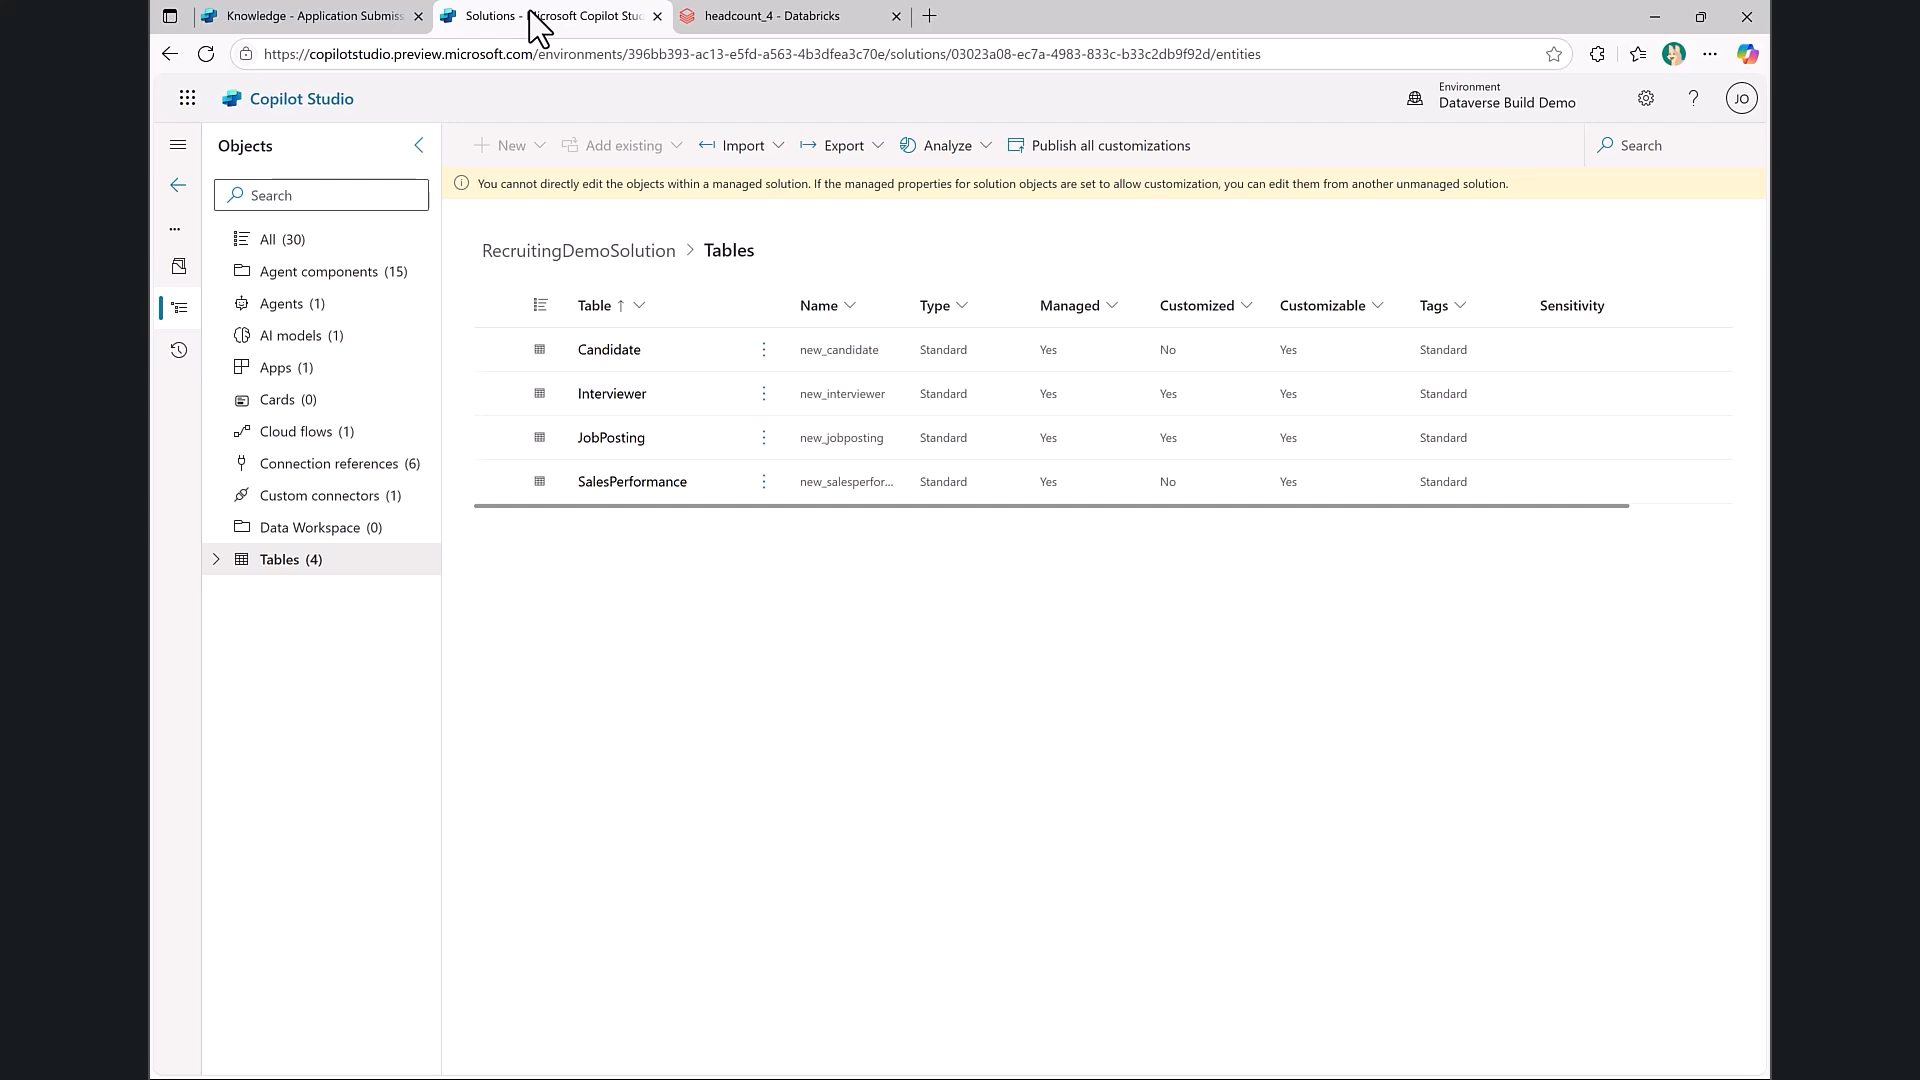 Knowledge - Application Submiss
Solutions - Microsoft Copilot Stu
headcount_4 - Databricks
https://copilotstudio.preview.microsoft.com/environments/396bb393-ac13-e5fd-a563-4b3dfea3c70e/solutions/03023a08-ec7a-4983-833c-b33c2db9f92d/entities
Copilot Studio
Environment
Dataverse Build Demo
JO
Objects
New
Add existing
Import
Export
Analyze
Publish all customizations
Search
You cannot directly edit the objects within a managed solution. If the managed properties for solution objects are set to allow customization, you can edit them from another unmanaged solution.
Search
All (30)
Agent components (15)
Agents (1)
AI models (1)
Apps (1)
Cards (0)
Cloud flows (1)
Connection references (6)
Custom connectors (1)
Data Workspace (0)
Tables (4)
RecruitingDemoSolution > Tables
Table ↑ Name Type Managed Customized Customizable Tags Sensitivity
Candidate new_candidate Standard Yes No Yes Standard
Interviewer new_interviewer Standard Yes Yes Yes Standard
JobPosting new_jobposting Standard Yes Yes Yes Standard
SalesPerformance new_salesperfor... Standard Yes No Yes Standard